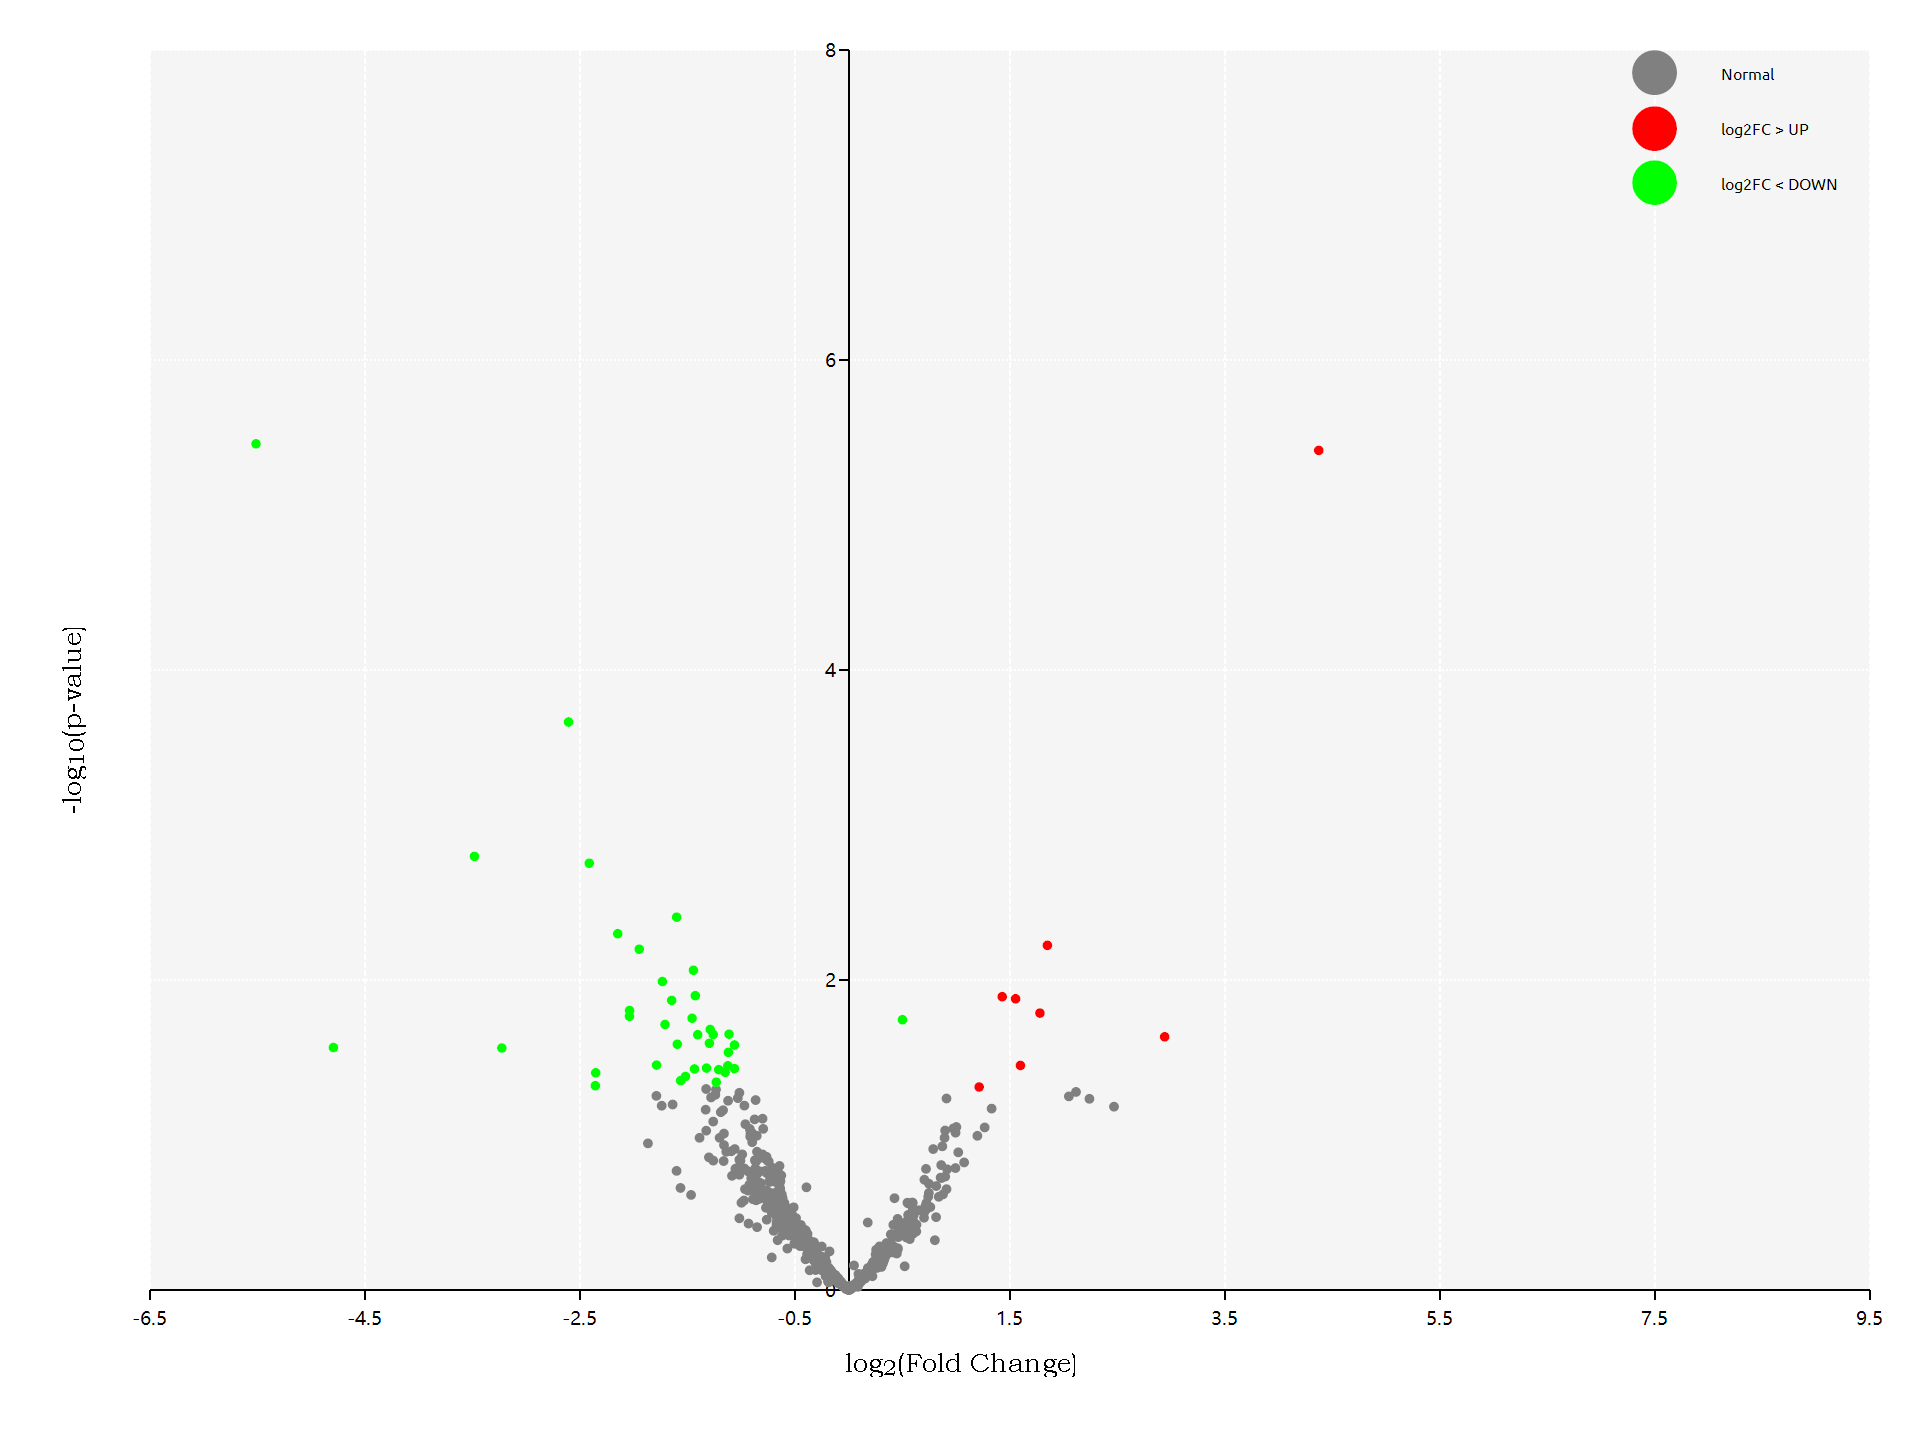 8
6
4
2
0
Normal
log2FC > UP
log2FC < DOWN
-log10(p-value)
-6.5 -4.5 -2.5 -0.5 1.5 3.5 5.5 7.5 9.5
log2(Fold Change)